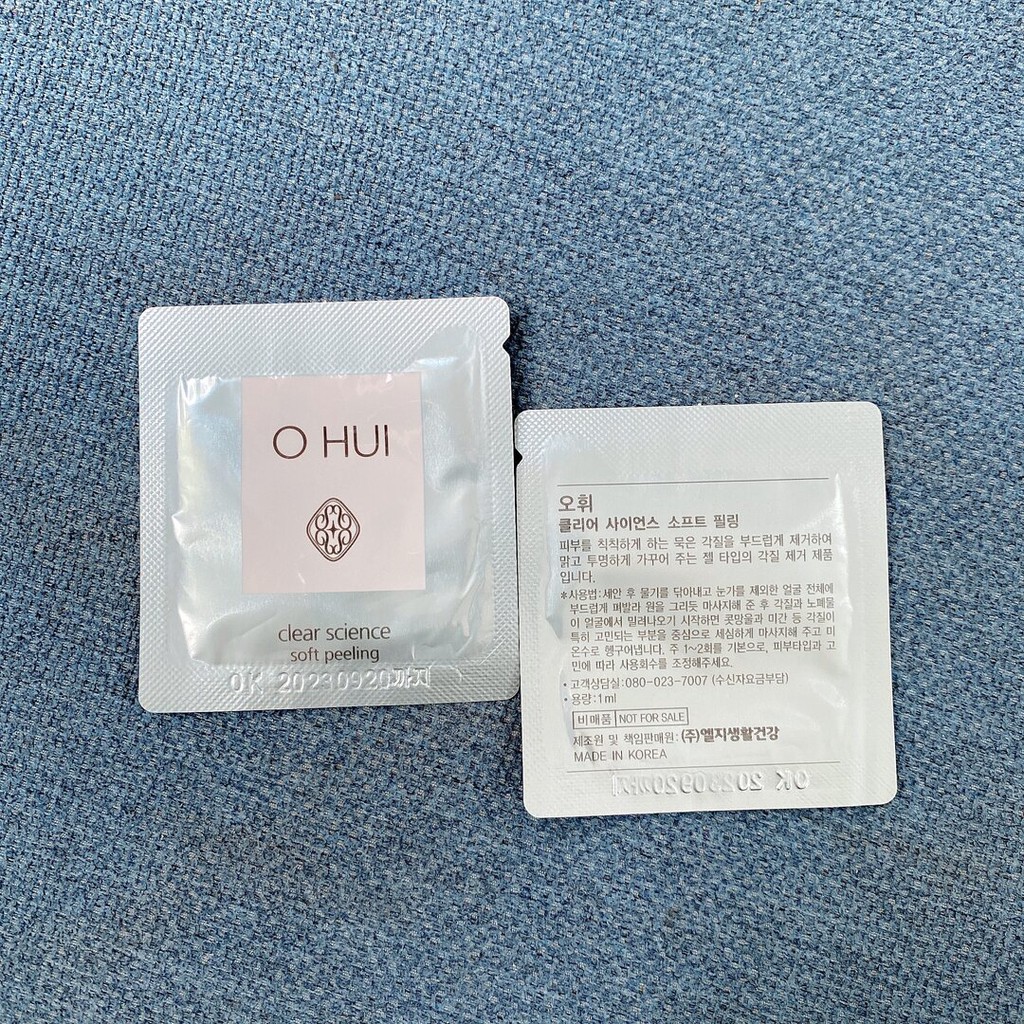 O HUI
clear science
soft peeling
OK 20230920까지
오휘
클리어 사이언스 소프트 필링
피부를 칙칙하게 하는 묵은 각질을 부드럽게 제거하여
맑고 투명하게 가꾸어 주는 젤 타입의 각질 제거 제품
입니다.
*사용법:세안 후 물기를 닦아내고 눈가를 제외한 얼굴 전체에
부드럽게 펴발라 원을 그리듯 마사지해 준 후 각질과 노폐물
이 얼굴에서 밀려나오기 시작하면 콧망울과 미간 등 각질이
특히 고민되는 부분을 중심으로 세심하게 마사지해 주고 미
온수로 헹구어냅니다. 주 1~2회를 기본으로, 피부타입과 고
민에 따라 사용회수를 조정해주세요.
• 고객상담실:080-023-7007 (수신자요금부담)
• 용량:1ml
비매품 NOT FOR SALE
제조원 및 책임판매원: (주)엘지생활건강
MADE IN KOREA
OK 20230920까지